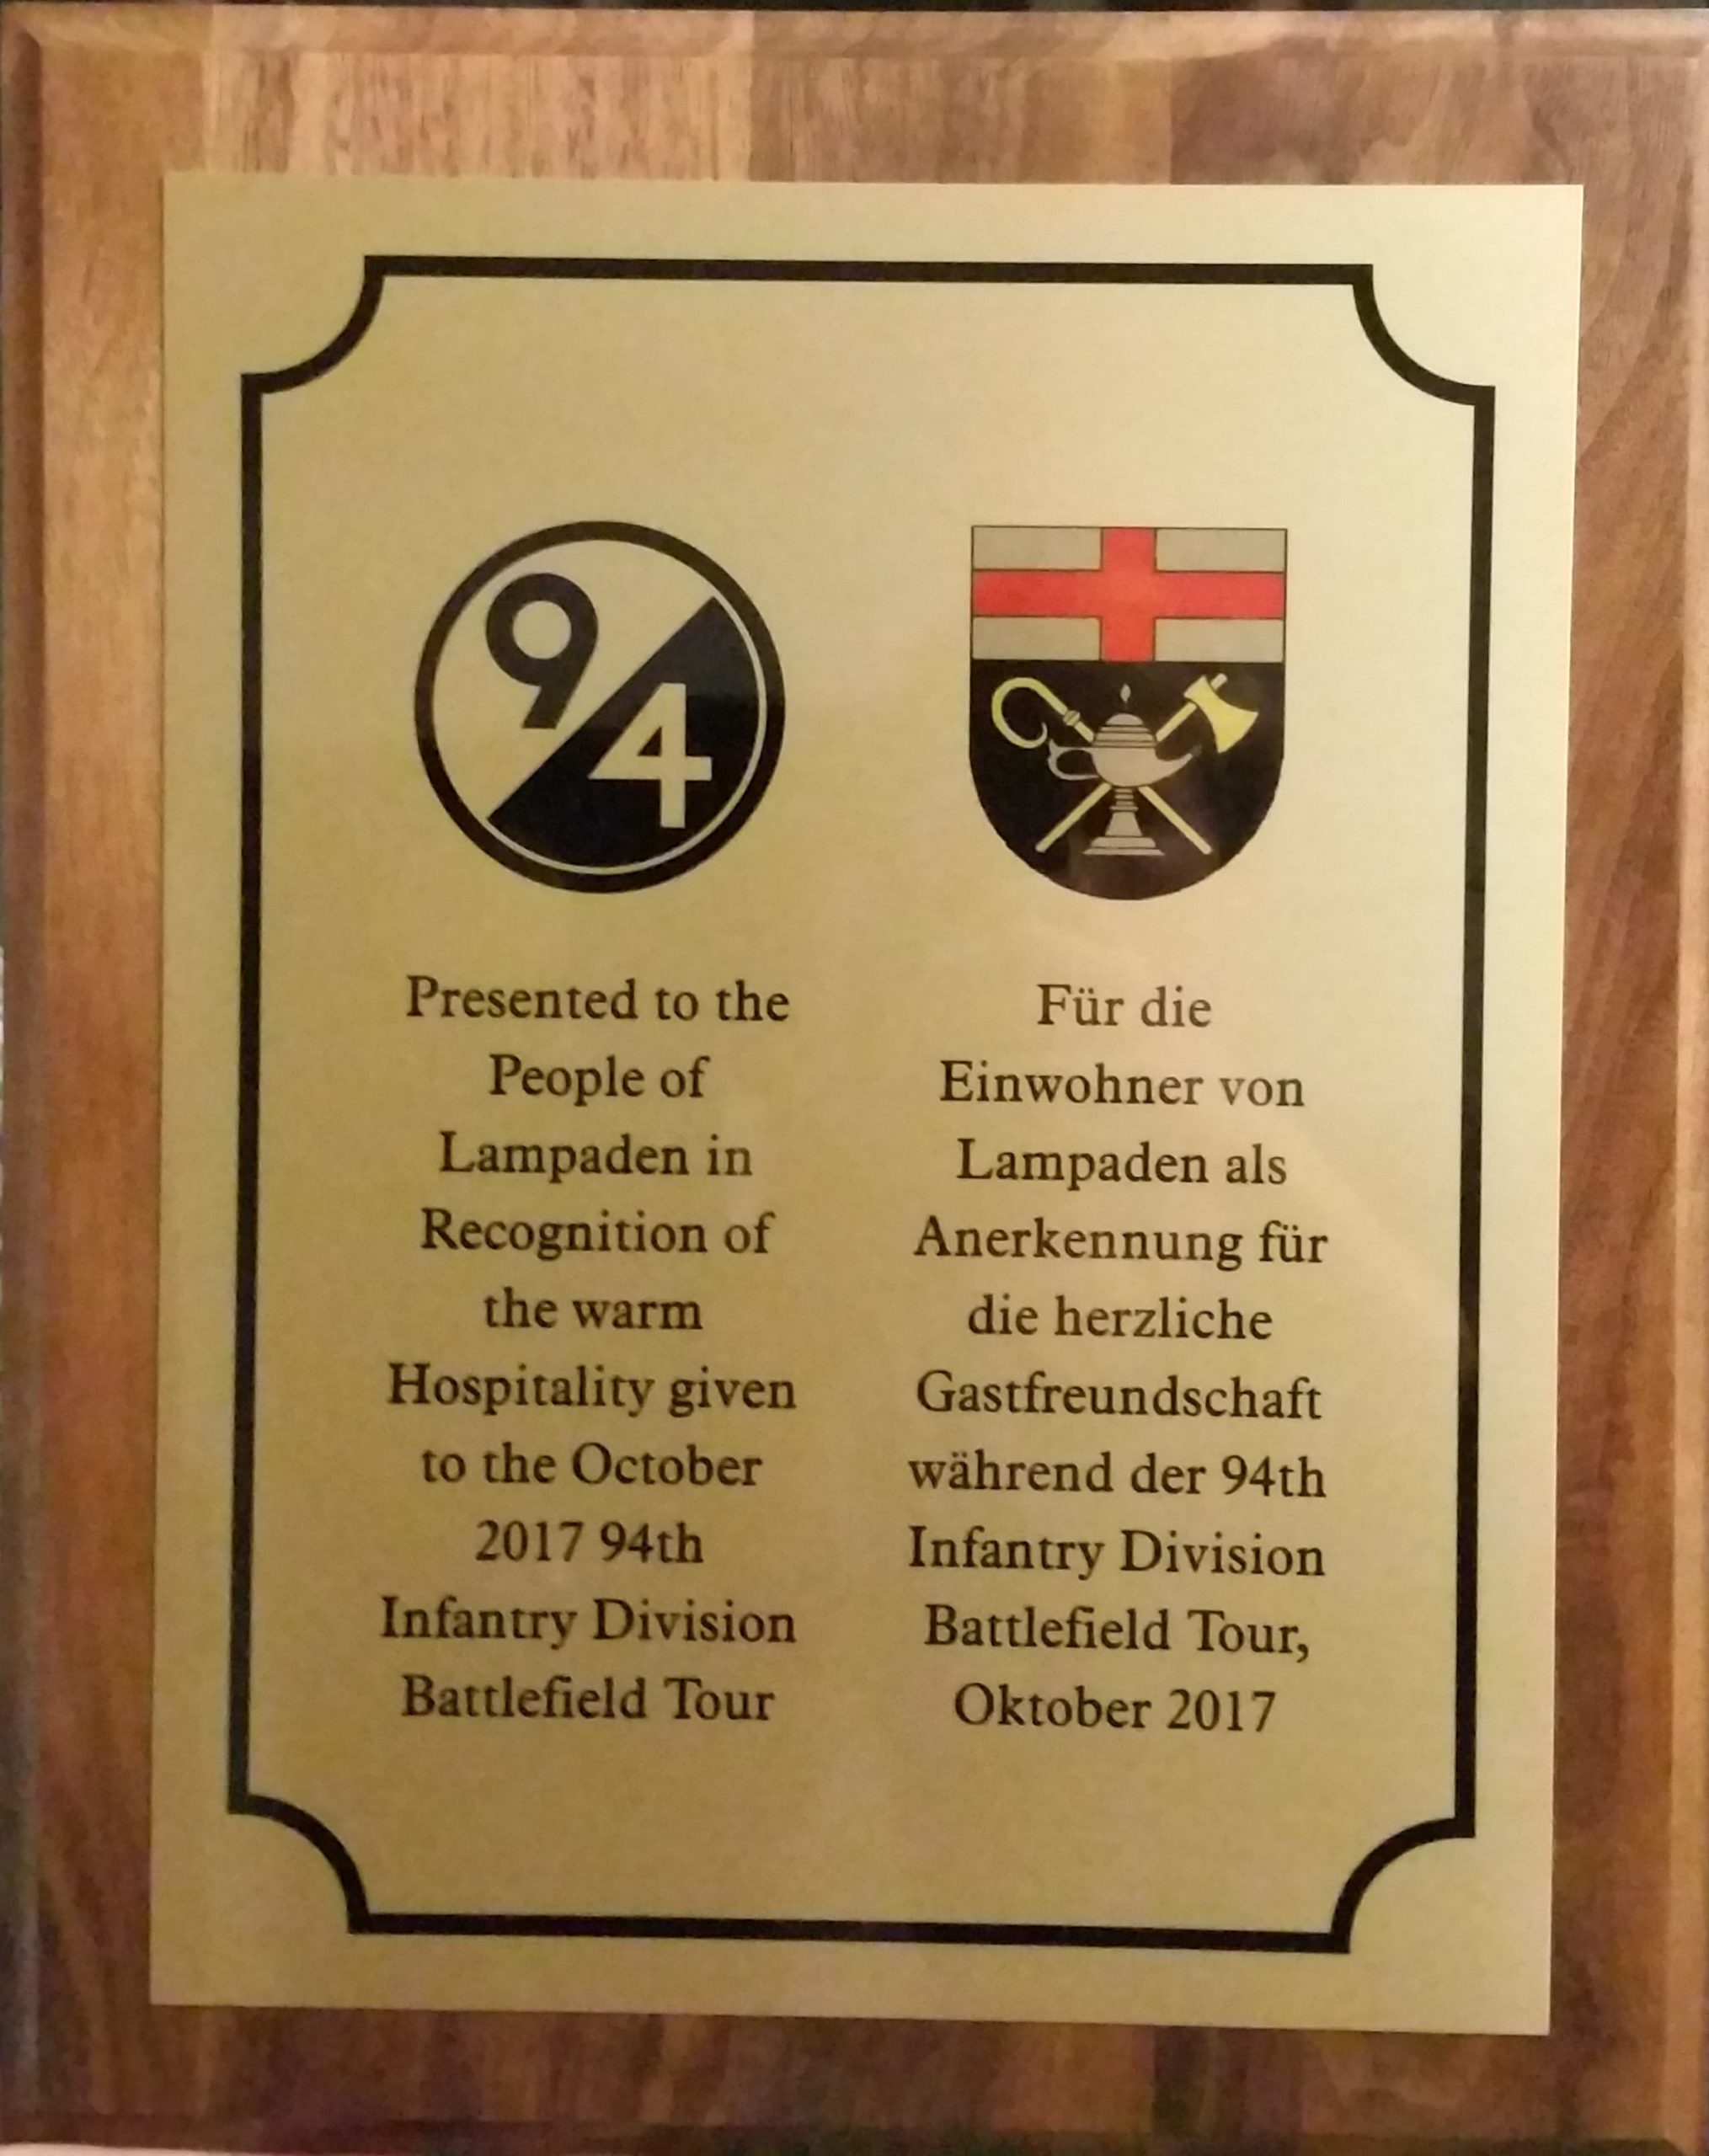 9/4
Presented to the
People of
Lampaden in
Recognition of
the warm
Hospitality given
to the October
2017 94th
Infantry Division
Battlefield Tour
Für die
Einwohner von
Lampaden als
Anerkennung für
die herzliche
Gastfreundschaft
während der 94th
Infantry Division
Battlefield Tour,
Oktober 2017